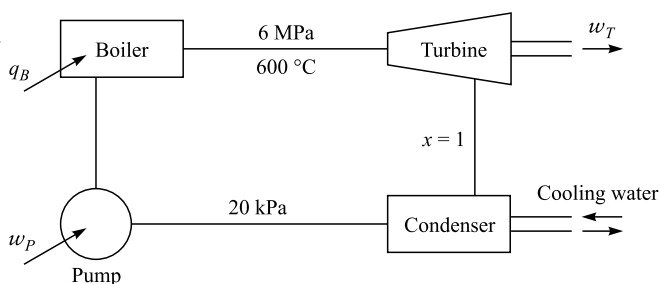 6 MPa
600 °C
Boiler
Turbine
w_T
q_B
x = 1
Cooling water
20 kPa
Condenser
w_P
Pump